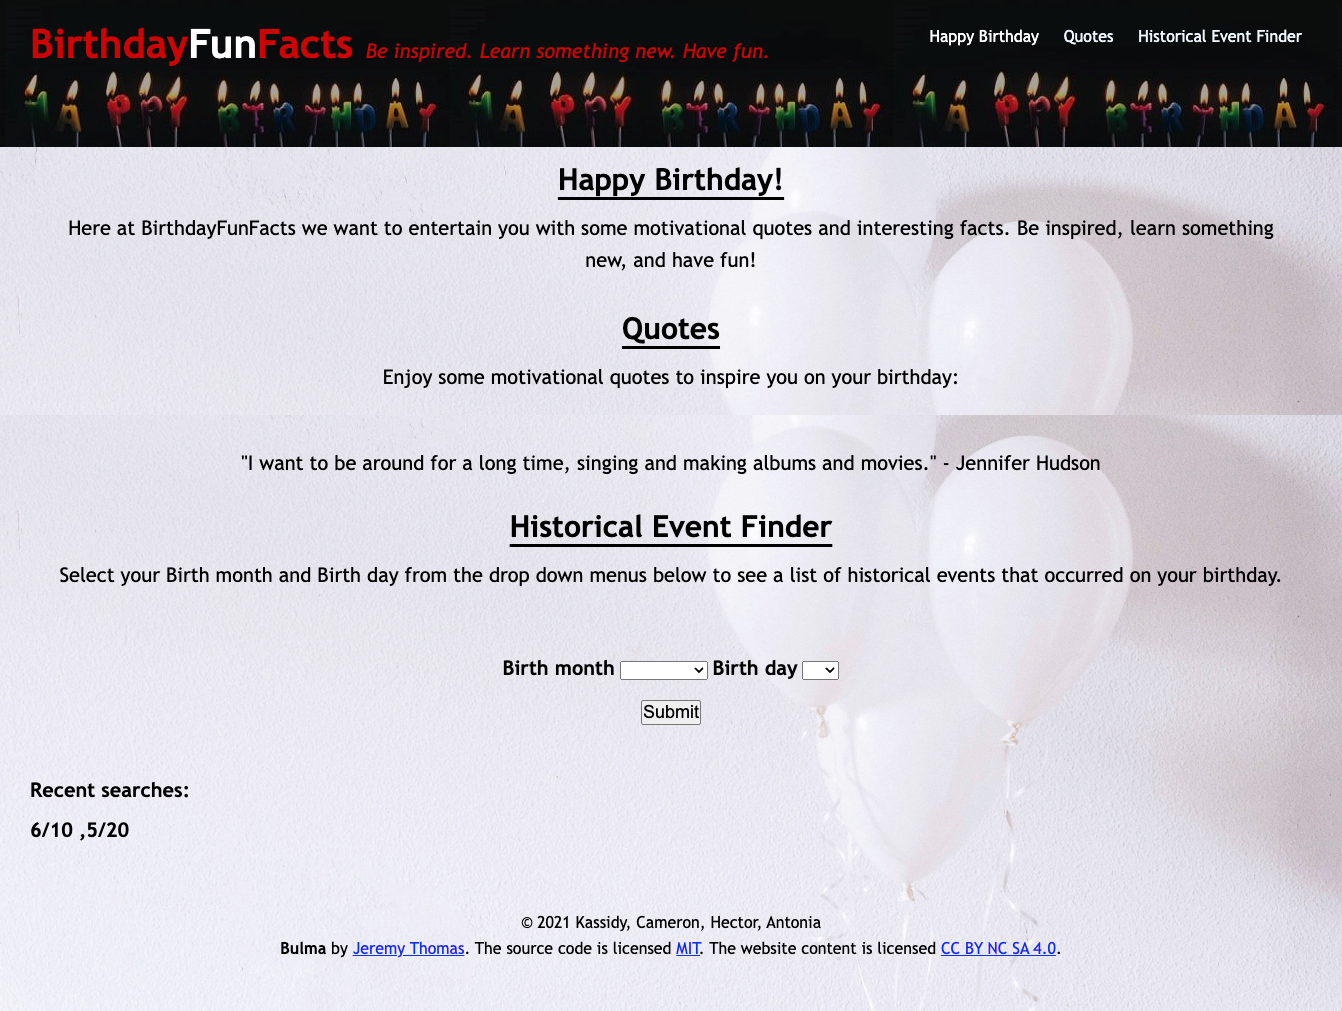 BirthdayFunFacts Be inspired. Learn something new. Have fun.
Happy Birthday Quotes Historical Event Finder
HAPPY BIRTHDAY HAPPY BIRTHDAY HAPPY BIRTHDAY
Happy Birthday!
Here at BirthdayFunFacts we want to entertain you with some motivational quotes and interesting facts. Be inspired, learn something
new, and have fun!
Quotes
Enjoy some motivational quotes to inspire you on your birthday:
"I want to be around for a long time, singing and making albums and movies." - Jennifer Hudson
Historical Event Finder
Select your Birth month and Birth day from the drop down menus below to see a list of historical events that occurred on your birthday.
Birth month Birth day
Submit
Recent searches:
6/10 ,5/20
© 2021 Kassidy, Cameron, Hector, Antonia
Bulma by Jeremy Thomas. The source code is licensed MIT. The website content is licensed CC BY NC SA 4.0.